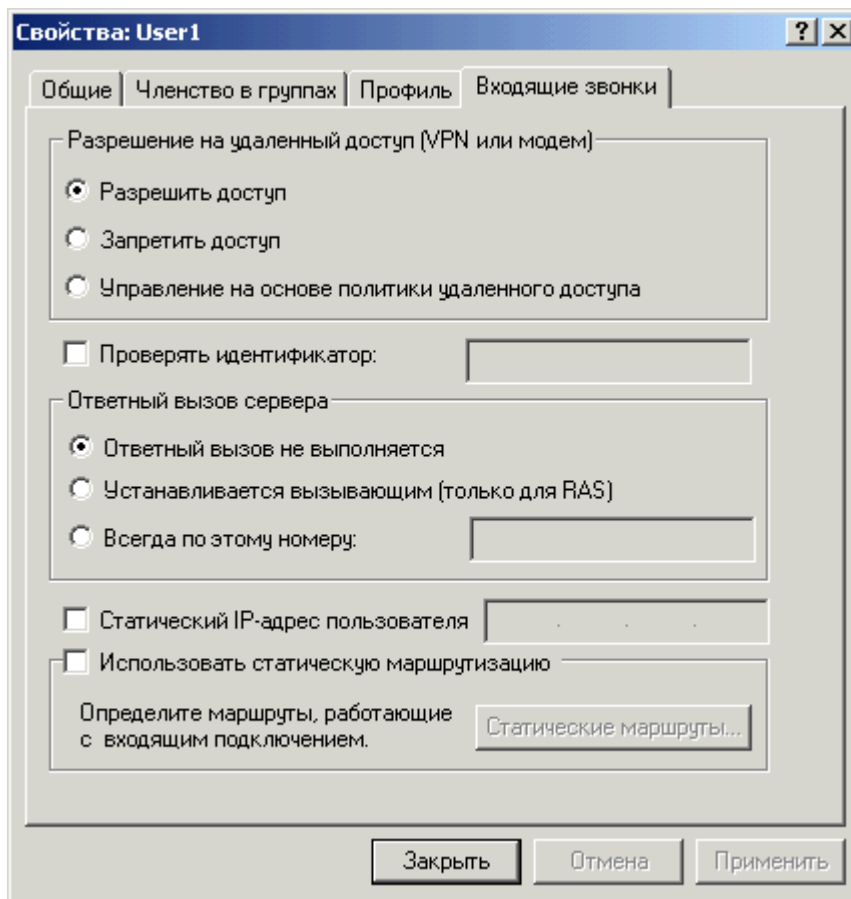 Свойства: User1
Общие Членство в группах Профиль Входящие звонки
Разрешение на удаленный доступ (VPN или модем)
Разрешить доступ
Запретить доступ
Управление на основе политики удаленного доступа
Проверять идентификатор:
Ответный вызов сервера
Ответный вызов не выполняется
Устанавливается вызывающим (только для RAS)
Всегда по этому номеру:
Статический IP-адрес пользователя
Использовать статическую маршрутизацию
Определите маршруты, работающие
с входящим подключением.
Статические маршруты...
Закрыть Отмена Применить